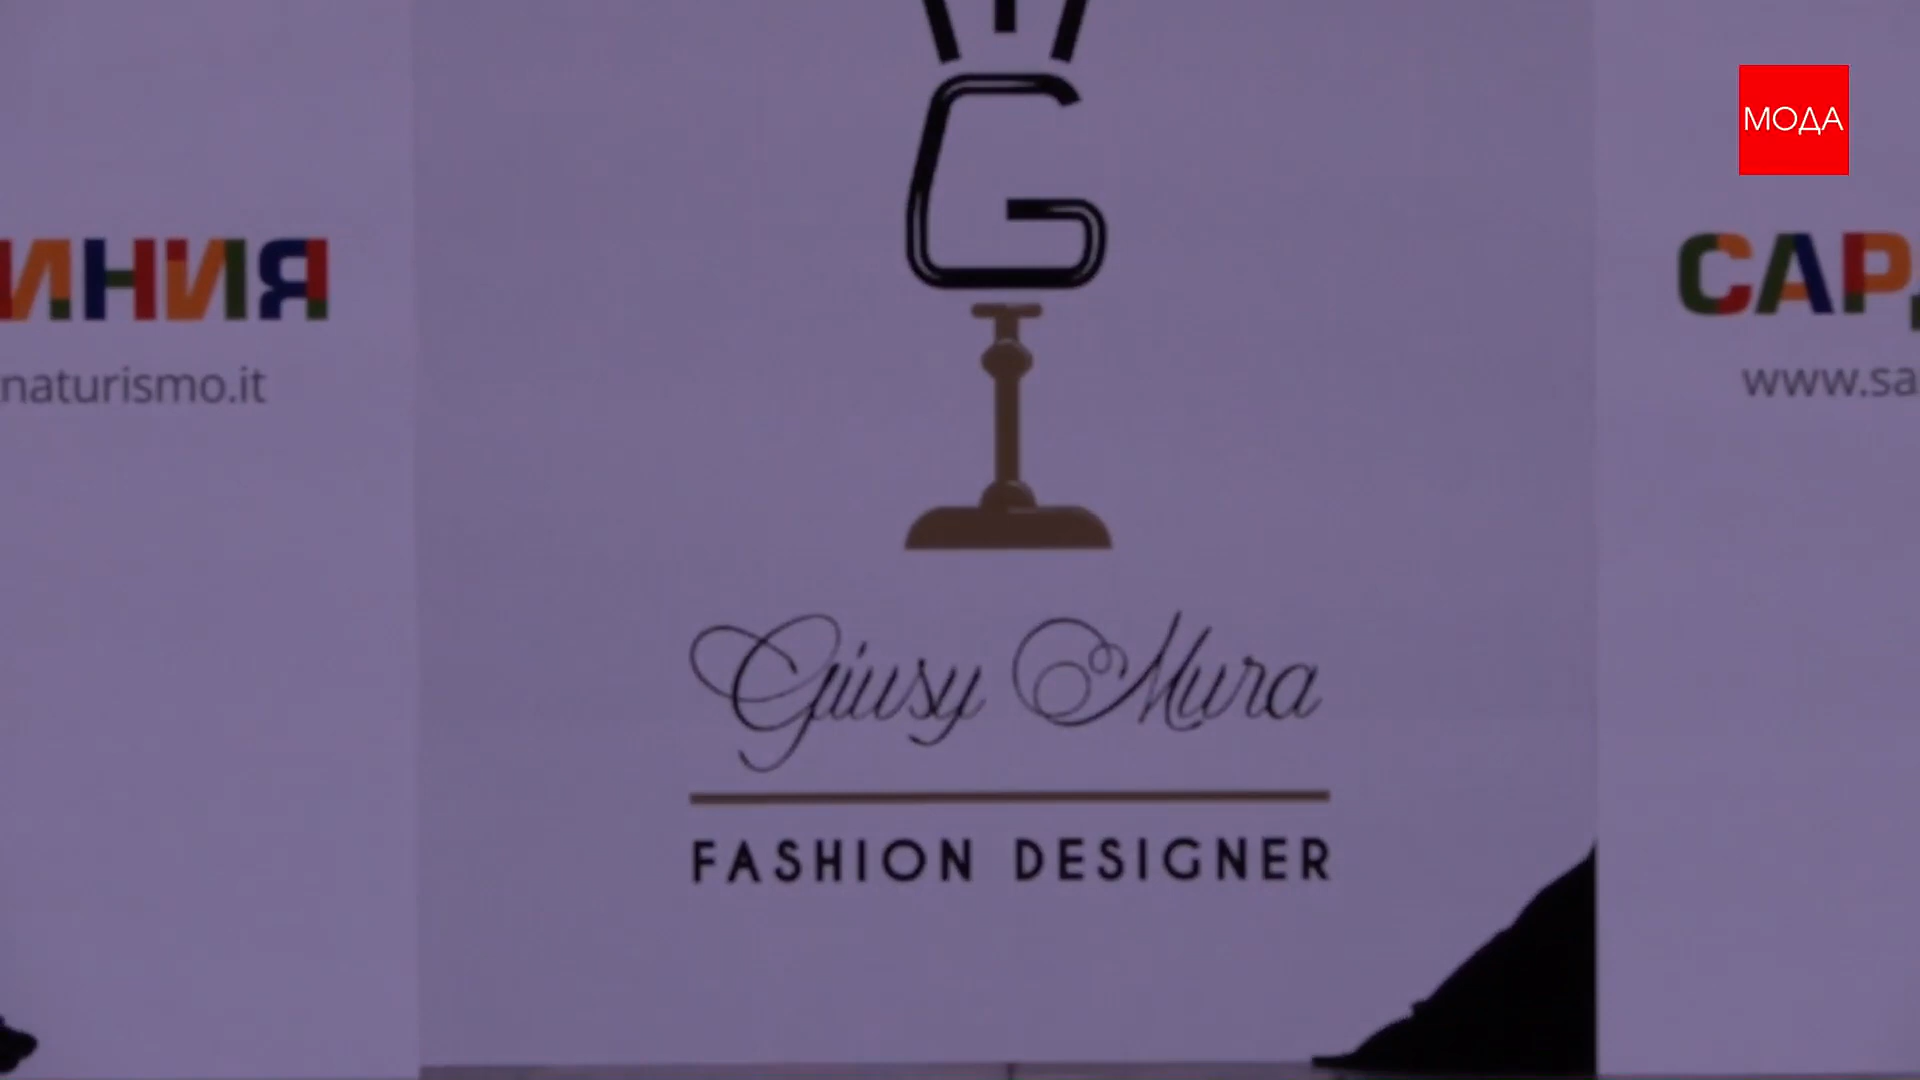 МОДА
G
иния
naturismo.it
САР
www.sa
Giusy Mura
FASHION DESIGNER